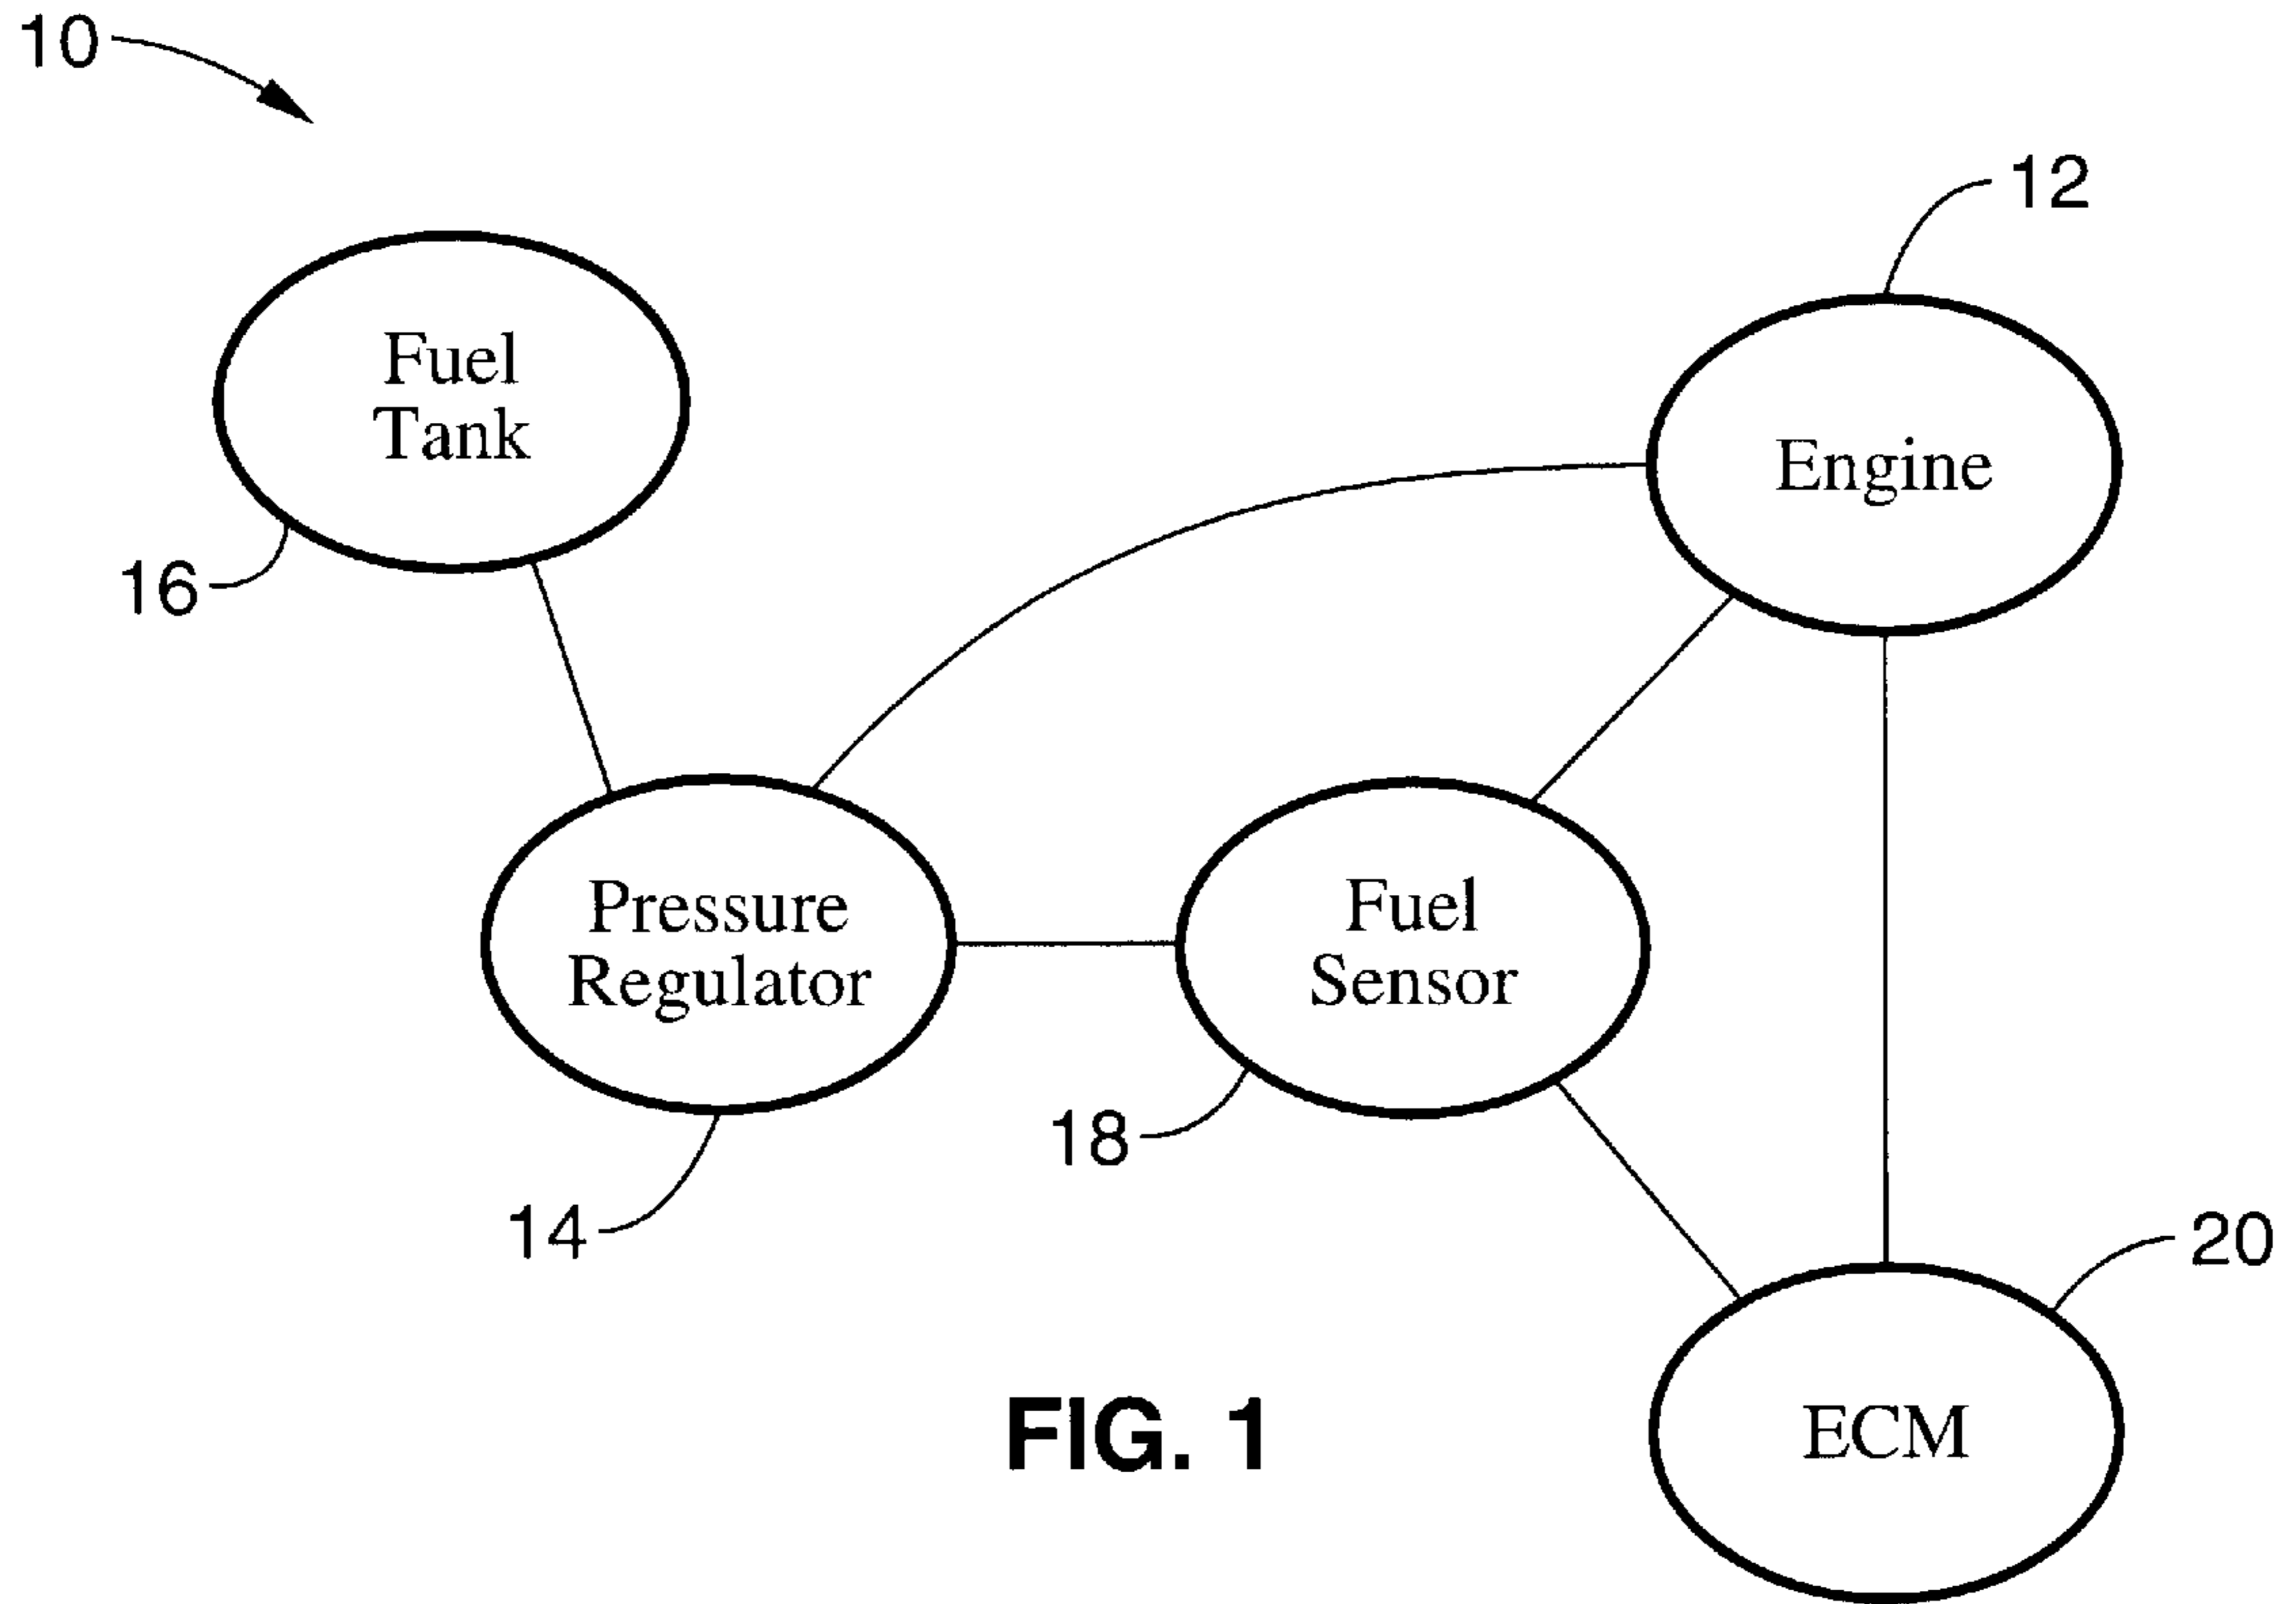 10
12
Fuel
Tank
Engine
16
Pressure
Regulator
Fuel
Sensor
18
14
20
FIG. 1
ECM